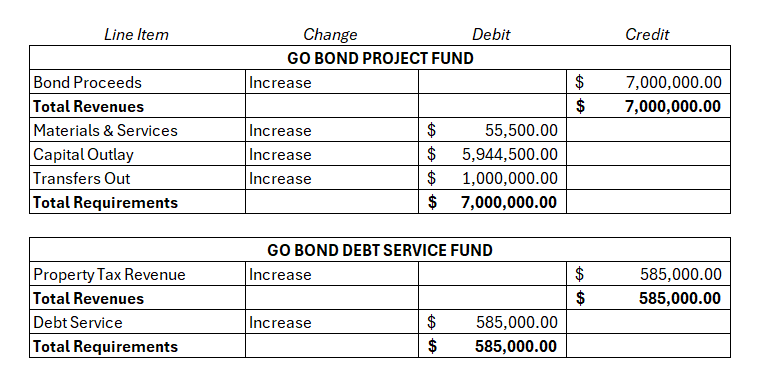 Line Item Change Debit Credit
GO BOND PROJECT FUND
Bond Proceeds Increase $ 7,000,000.00
Total Revenues $ 7,000,000.00
Materials & Services Increase $ 55,500.00
Capital Outlay Increase $ 5,944,500.00
Transfers Out Increase $ 1,000,000.00
Total Requirements $ 7,000,000.00
GO BOND DEBT SERVICE FUND
Property Tax Revenue Increase $ 585,000.00
Total Revenues $ 585,000.00
Debt Service Increase $ 585,000.00
Total Requirements $ 585,000.00